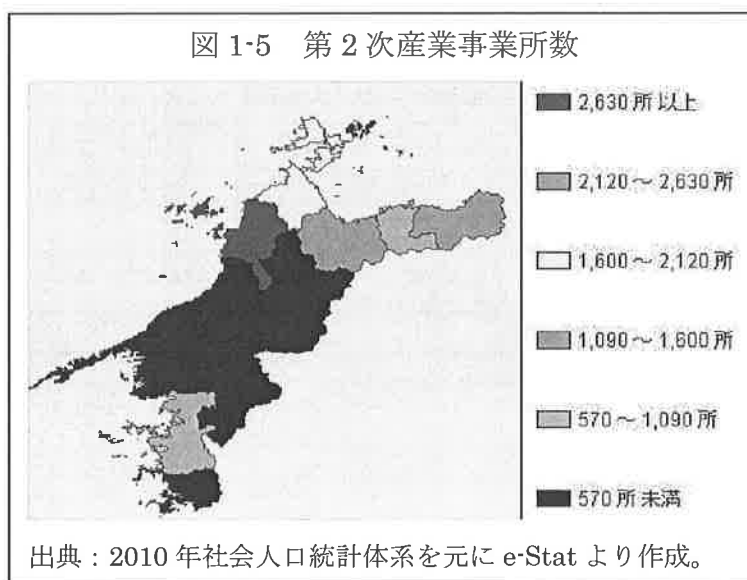 図 1-5　第 2 次産業事業所数
2,630 所 以上
2,120～2,630 所
1,600～2,120 所
1,090～1,600 所
570～1,090 所
570 所 未満
出典：2010 年社会人口統計体系を元に e-Stat より作成。